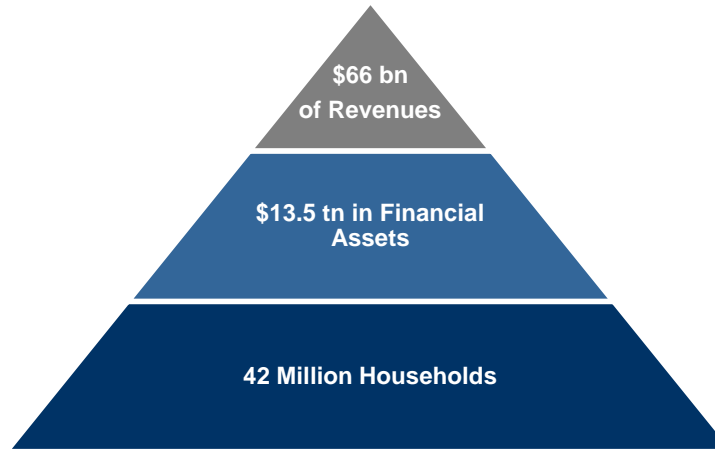 $66 bn
of Revenues
$13.5 tn in Financial
Assets
42 Million Households